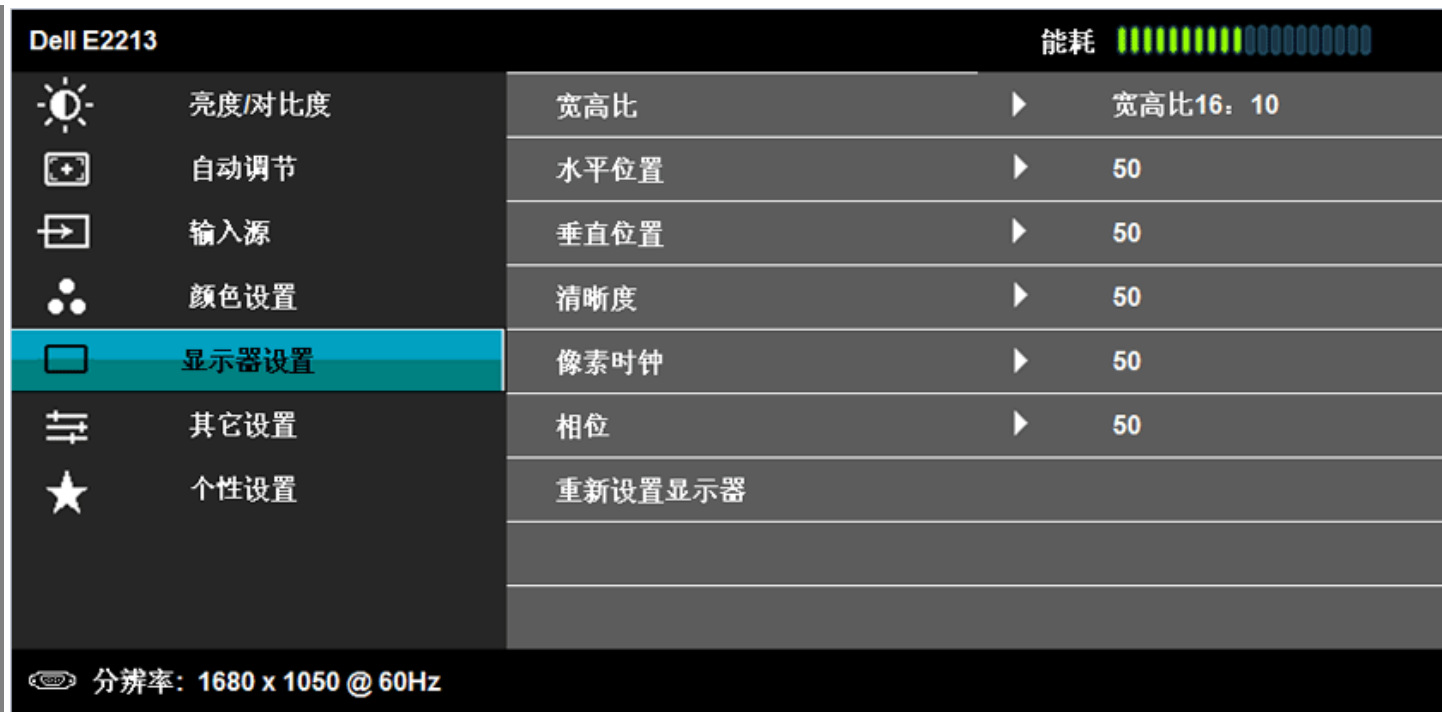 Dell E2213 能耗
亮度/对比度 宽高比 宽高比16：10
自动调节 水平位置 50
输入源 垂直位置 50
颜色设置 清晰度 50
显示器设置 像素时钟 50
其它设置 相位 50
个性设置 重新设置显示器
分辨率: 1680 x 1050 @ 60Hz